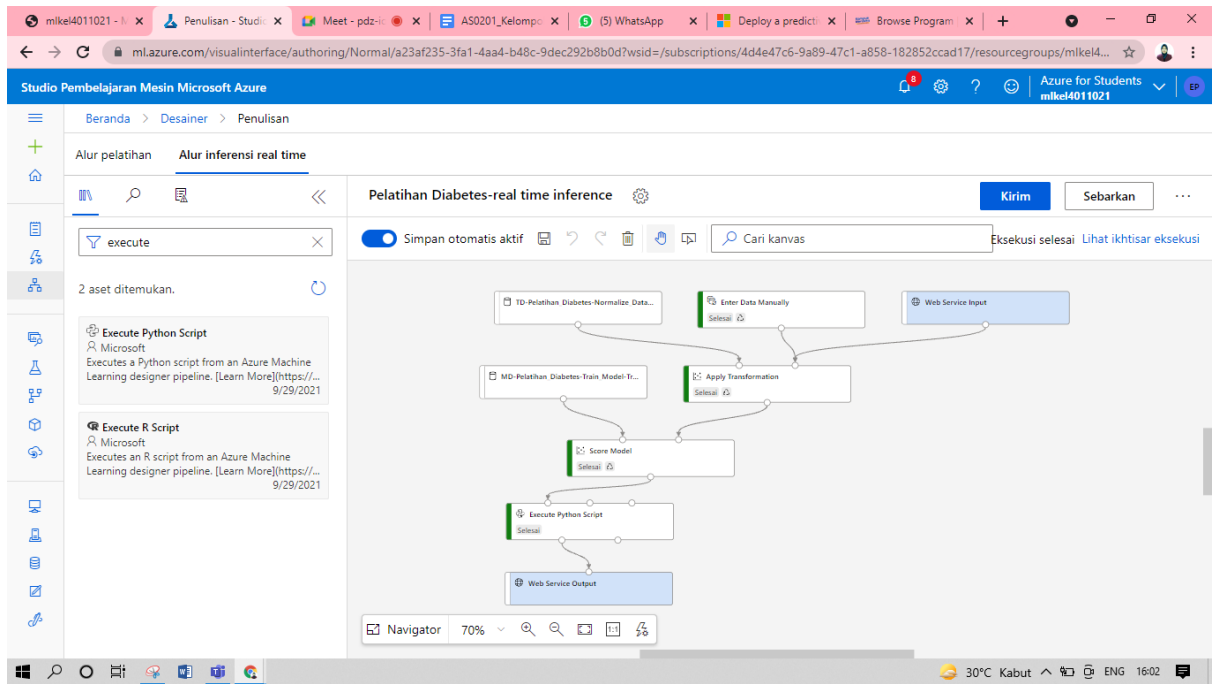 mlkel4011021 - M
Penulisan - Studio
Meet - pdz-ic
AS0201_Kelompo
(5) WhatsApp
Deploy a predicti
Browse Program
ml.azure.com/visualinterface/authoring/Normal/a23af235-3fa1-4aa4-b48c-9dec292b8b0d?wsid=/subscriptions/4d4e47c6-9a89-47c1-a858-182852ccad17/resourcegroups/mlkel4...
Studio Pembelajaran Mesin Microsoft Azure
8
Azure for Students
mlkel4011021
EP
Beranda > Desainer > Penulisan
Alur pelatihan
Alur inferensi real time
Pelatihan Diabetes-real time inference
Kirim
Sebarkan
...
execute
Simpan otomatis aktif
Cari kanvas
Eksekusi selesai
Lihat ikhtisar eksekusi
2 aset ditemukan.
Execute Python Script
Microsoft
Executes a Python script from an Azure Machine
Learning designer pipeline. [Learn More](https://...
9/29/2021
Execute R Script
Microsoft
Executes an R script from an Azure Machine
Learning designer pipeline. [Learn More](https://...
9/29/2021
TD-Pelatihan Diabetes-Normalize Data...
Enter Data Manually
Selesai
Web Service Input
MD-Pelatihan Diabetes-Train Model-Tr...
Apply Transformation
Selesai
Score Model
Selesai
Execute Python Script
Selesai
Web Service Output
Navigator
70%
1:1
30°C Kabut
ENG
16:02